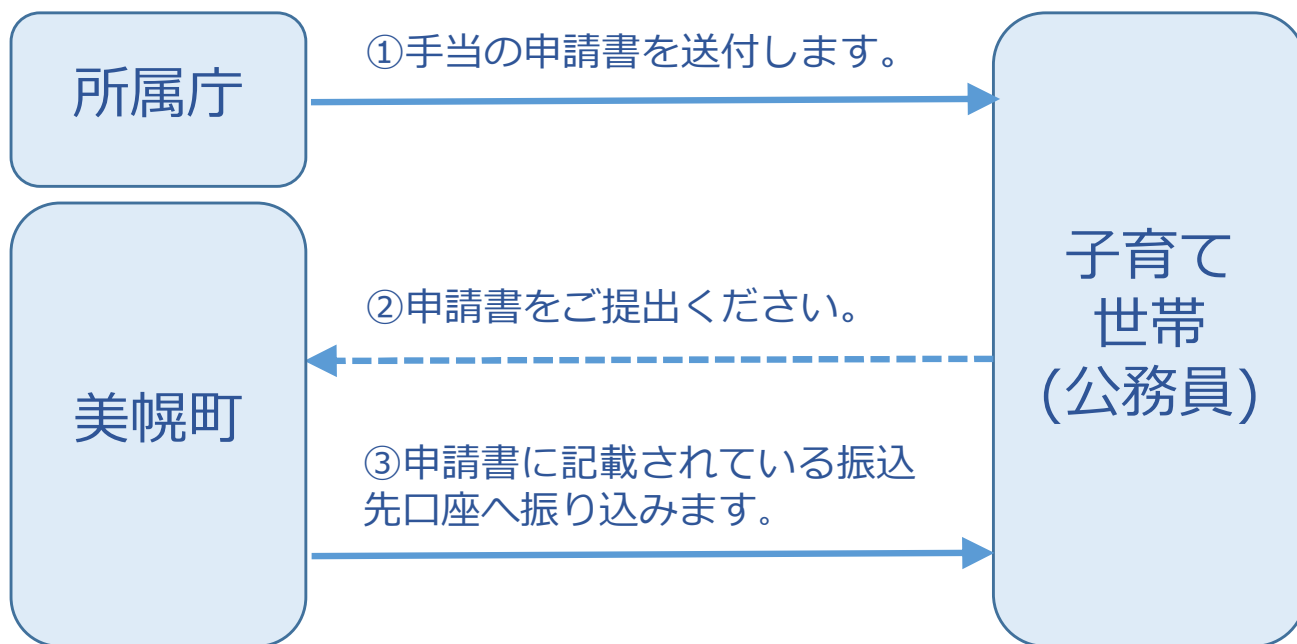 所属庁
①手当の申請書を送付します。
子育て
世帯
(公務員)
②申請書をご提出ください。
美幌町
③申請書に記載されている振込
先口座へ振り込みます。